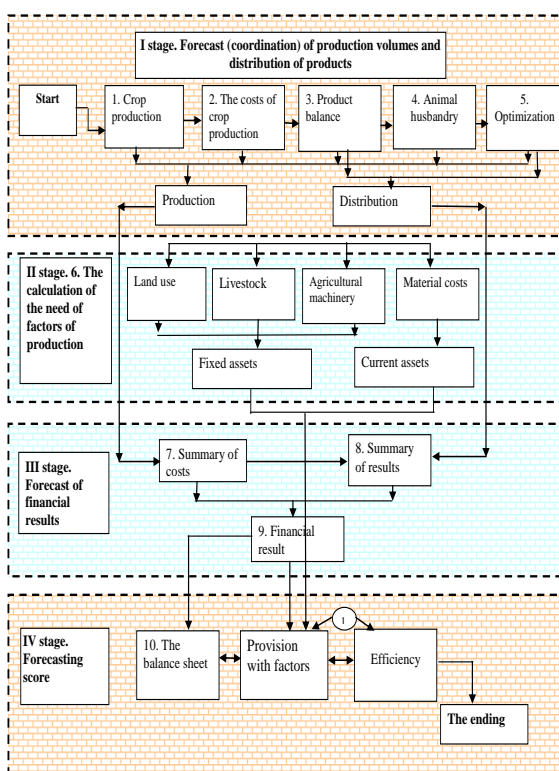 I stage. Forecast (coordination) of production volumes and
distribution of products
Start
1. Crop
production
2. The costs of
crop
production
3. Product
balance
4. Animal
husbandry
5.
Optimization
Production
Distribution
II stage. 6. The
calculation of
the need of
factors of
production
Land use
Livestock
Agricultural
machinery
Material costs
Fixed assets
Current assets
III stage.
Forecast of
financial
results
7. Summary of
costs
8. Summary
of results
9. Financial
result
IV stage.
Forecasting
score
10. The
balance sheet
Provision
with factors
1
Efficiency
The ending